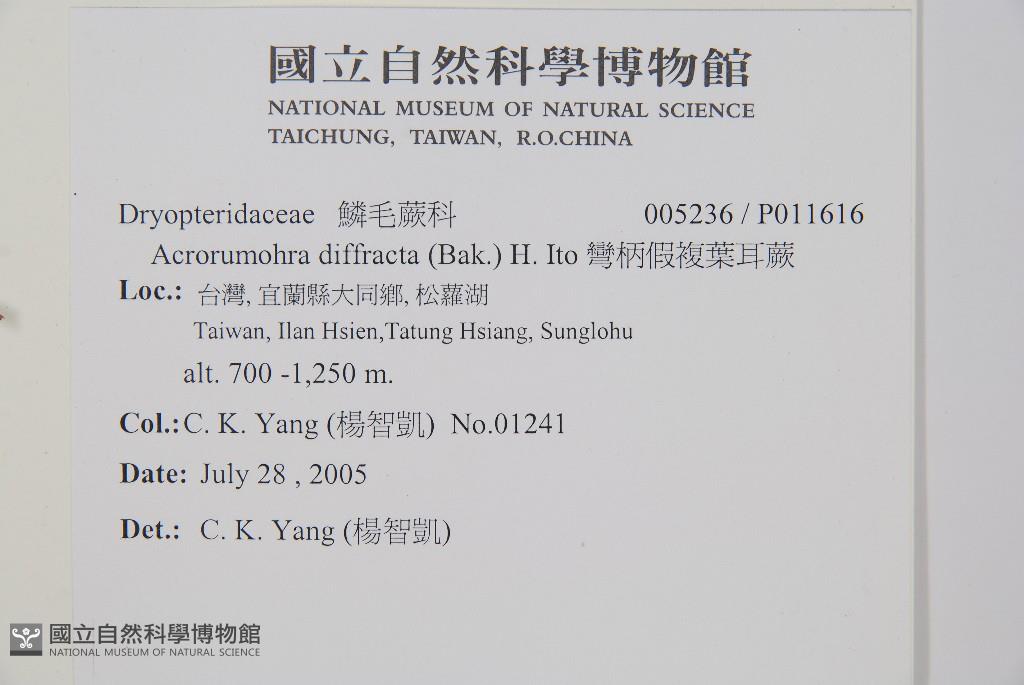 國立自然科學博物館
NATIONAL MUSEUM OF NATURAL SCIENCE
TAICHUNG, TAIWAN, R.O.CHINA
Dryopteridaceae 鱗毛蕨科 005236 / P011616
Acrorumohra diffracta (Bak.) H. Ito 彎柄假複葉耳蕨
Loc.: 台灣, 宜蘭縣大同鄉, 松蘿湖
Taiwan, Ilan Hsien,Tatung Hsiang, Sunglohu
alt. 700 -1,250 m.
Col.: C. K. Yang (楊智凱) No.01241
Date: July 28 , 2005
Det.: C. K. Yang (楊智凱)
國立自然科學博物館
NATIONAL MUSEUM OF NATURAL SCIENCE